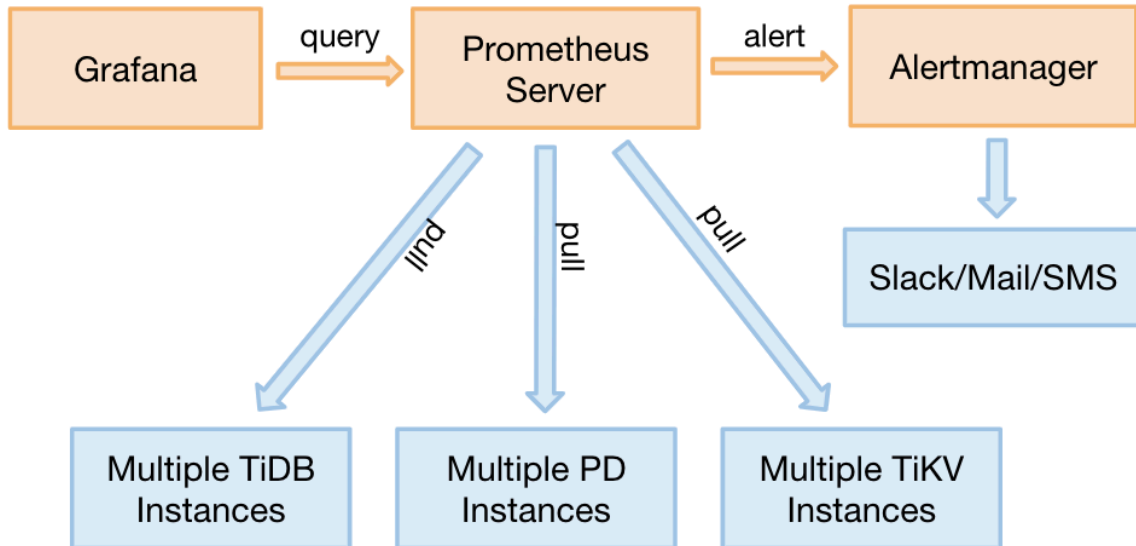 Grafana
query
Prometheus
Server
alert
Alertmanager
pull
pull
pull
Slack/Mail/SMS
Multiple TiDB
Instances
Multiple PD
Instances
Multiple TiKV
Instances